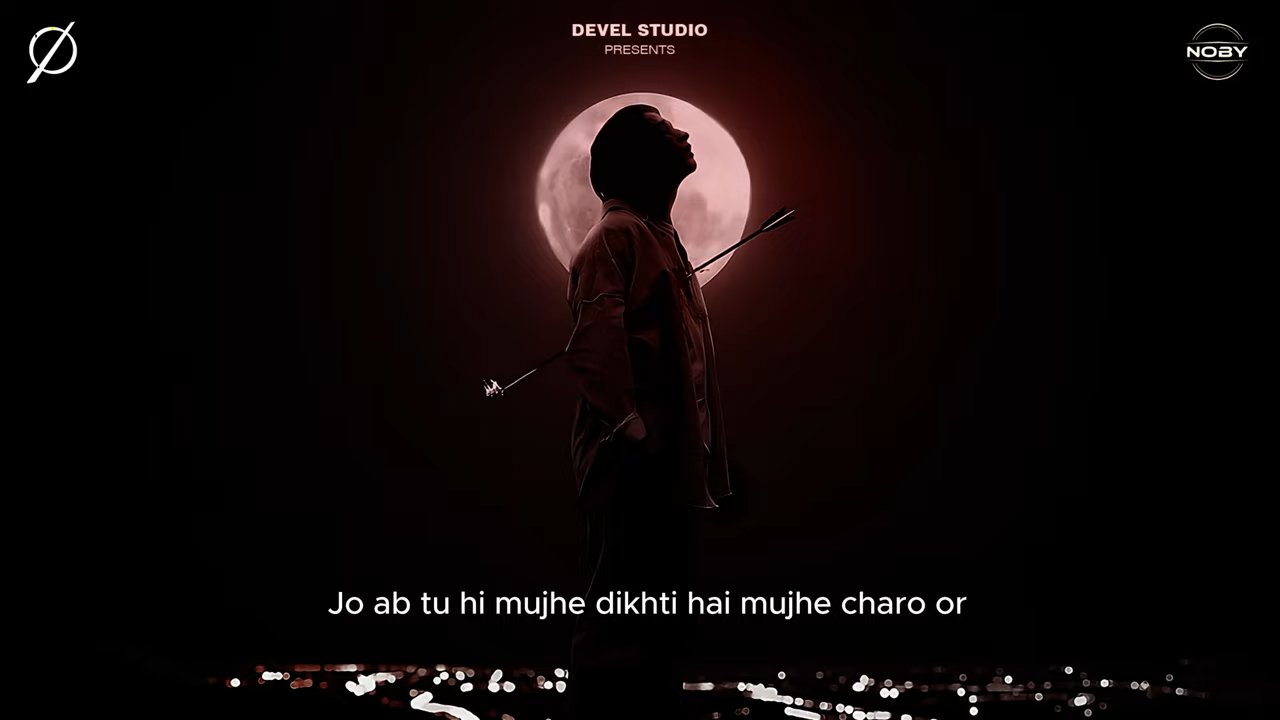 DEVEL STUDIO
PRESENTS
NOBY
Jo ab tu hi mujhe dikhti hai mujhe charo or